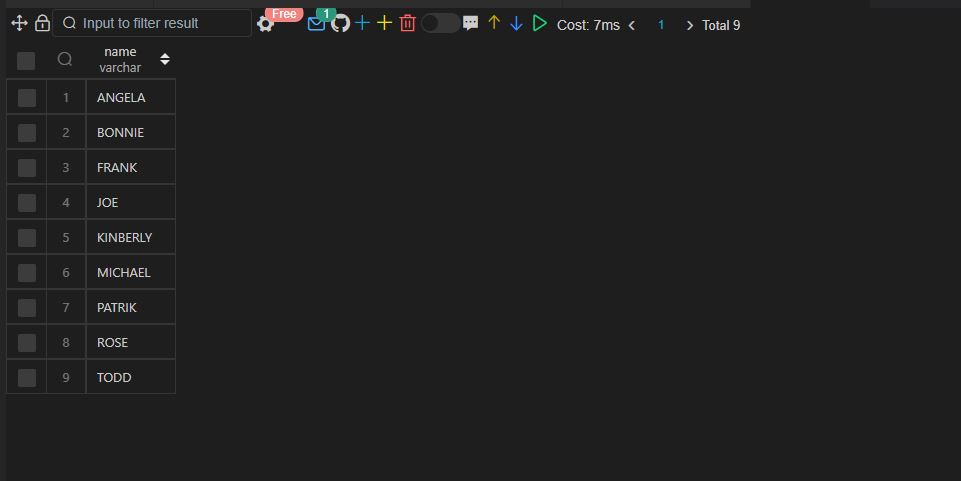 Free
1
Input to filter result
Cost: 7ms
1
Total 9
name
varchar
1 ANGELA
2 BONNIE
3 FRANK
4 JOE
5 KINBERLY
6 MICHAEL
7 PATRIK
8 ROSE
9 TODD